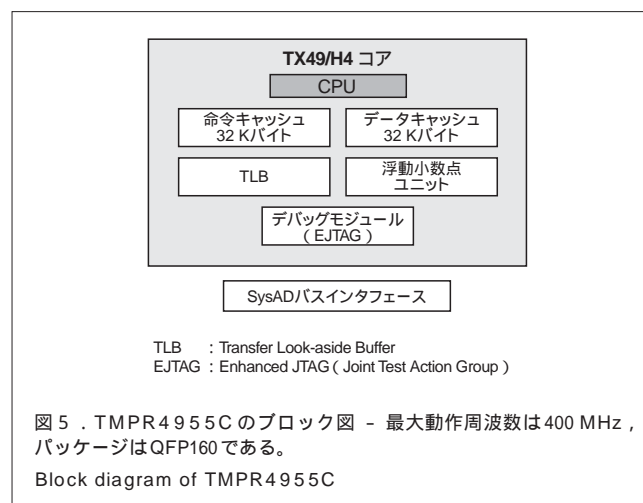 TX49/H4 コア
CPU
命令キャッシュ
32 Kバイト
データキャッシュ
32 Kバイト
TLB
浮動小数点
ユニット
デバッグモジュール
(EJTAG)
SysADバスインタフェース
TLB : Transfer Look-aside Buffer
EJTAG : Enhanced JTAG(Joint Test Action Group)
図5.TMPR4955Cのブロック図 － 最大動作周波数は400 MHz,
パッケージはQFP160である。
Block diagram of TMPR4955C